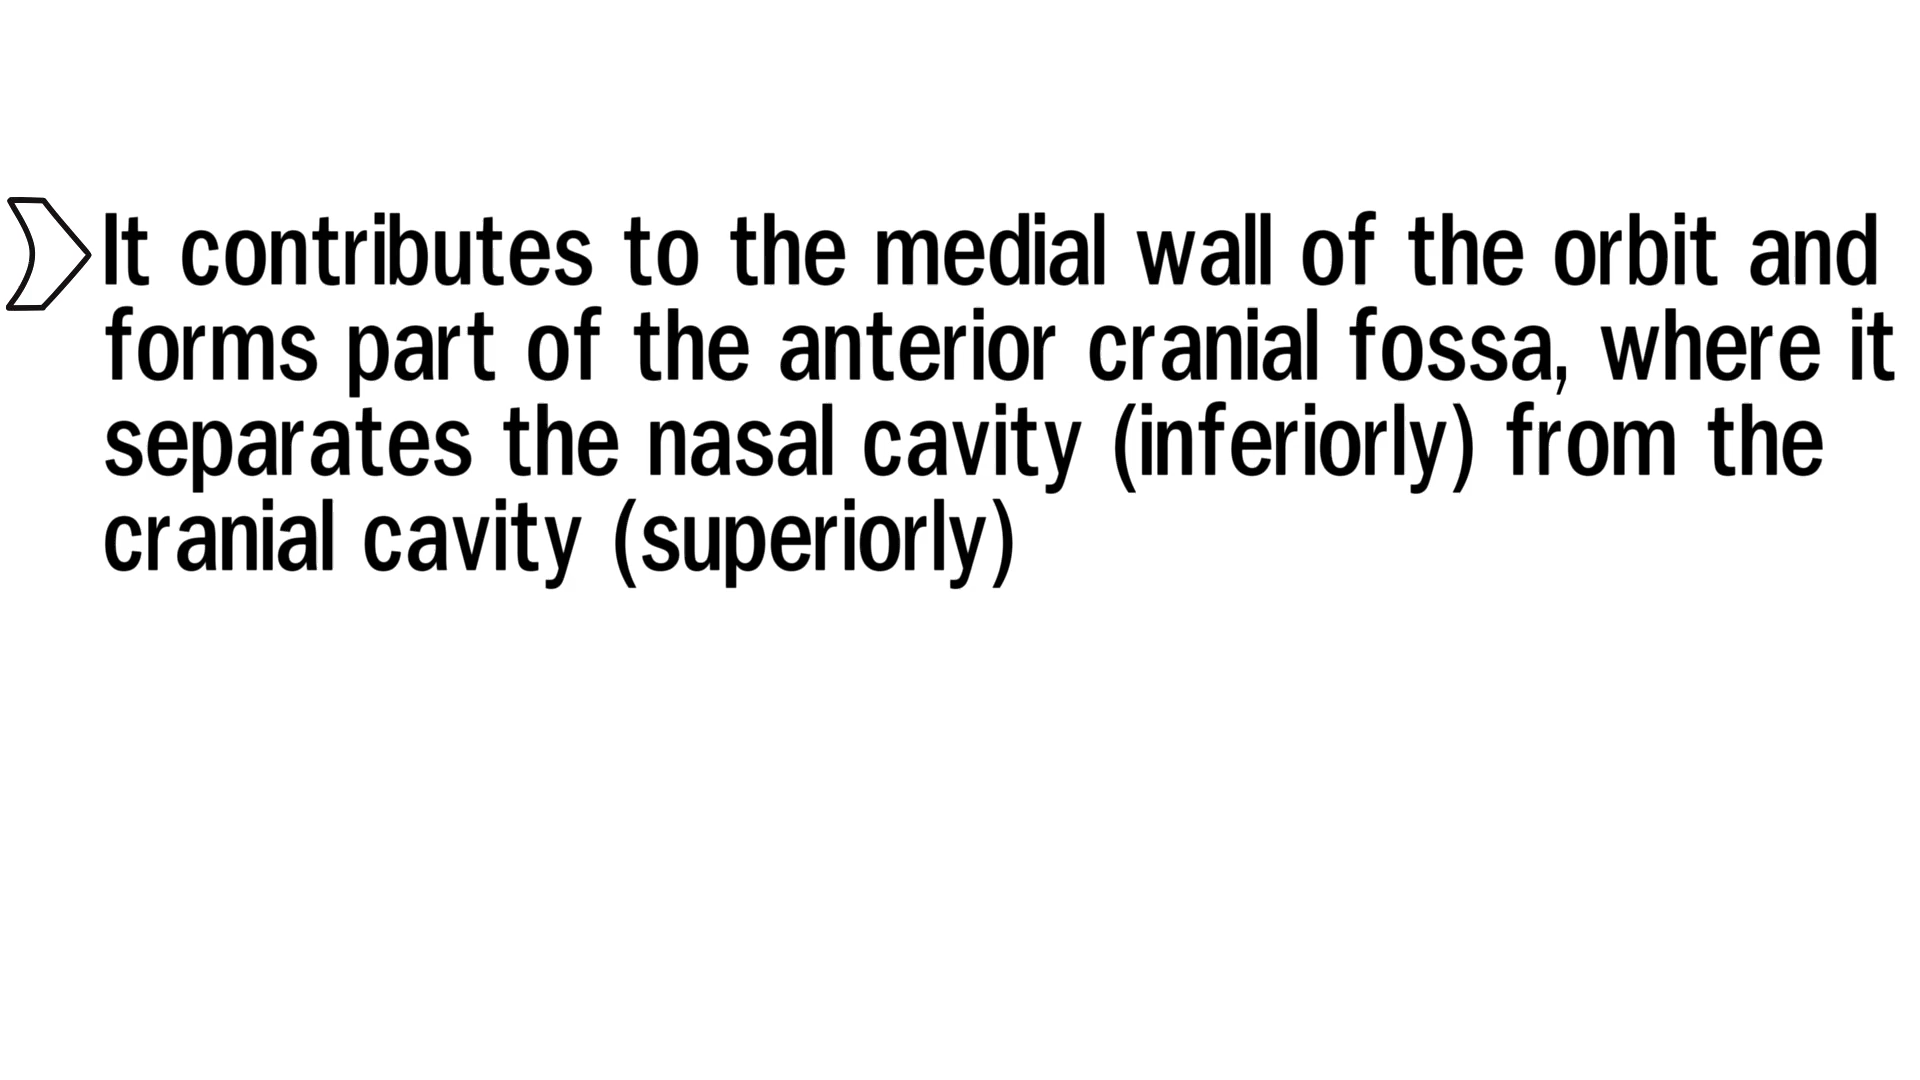 It contributes to the medial wall of the orbit and
forms part of the anterior cranial fossa, where it
separates the nasal cavity (inferiorly) from the
cranial cavity (superiorly)